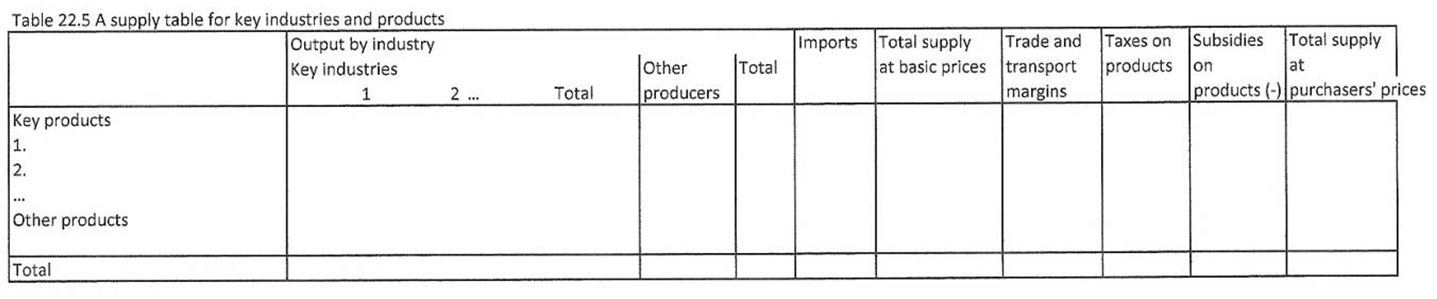 Table 22.5 A supply table for key industries and products
Output by industry
Key industries
1 2 ... Total
Other
producers
Total
Imports
Total supply
at basic prices
Trade and
transport
margins
Taxes on
products
Subsidies
on
products (-)
Total supply
at
purchasers' prices
Key products
1.
2.
...
Other products
Total